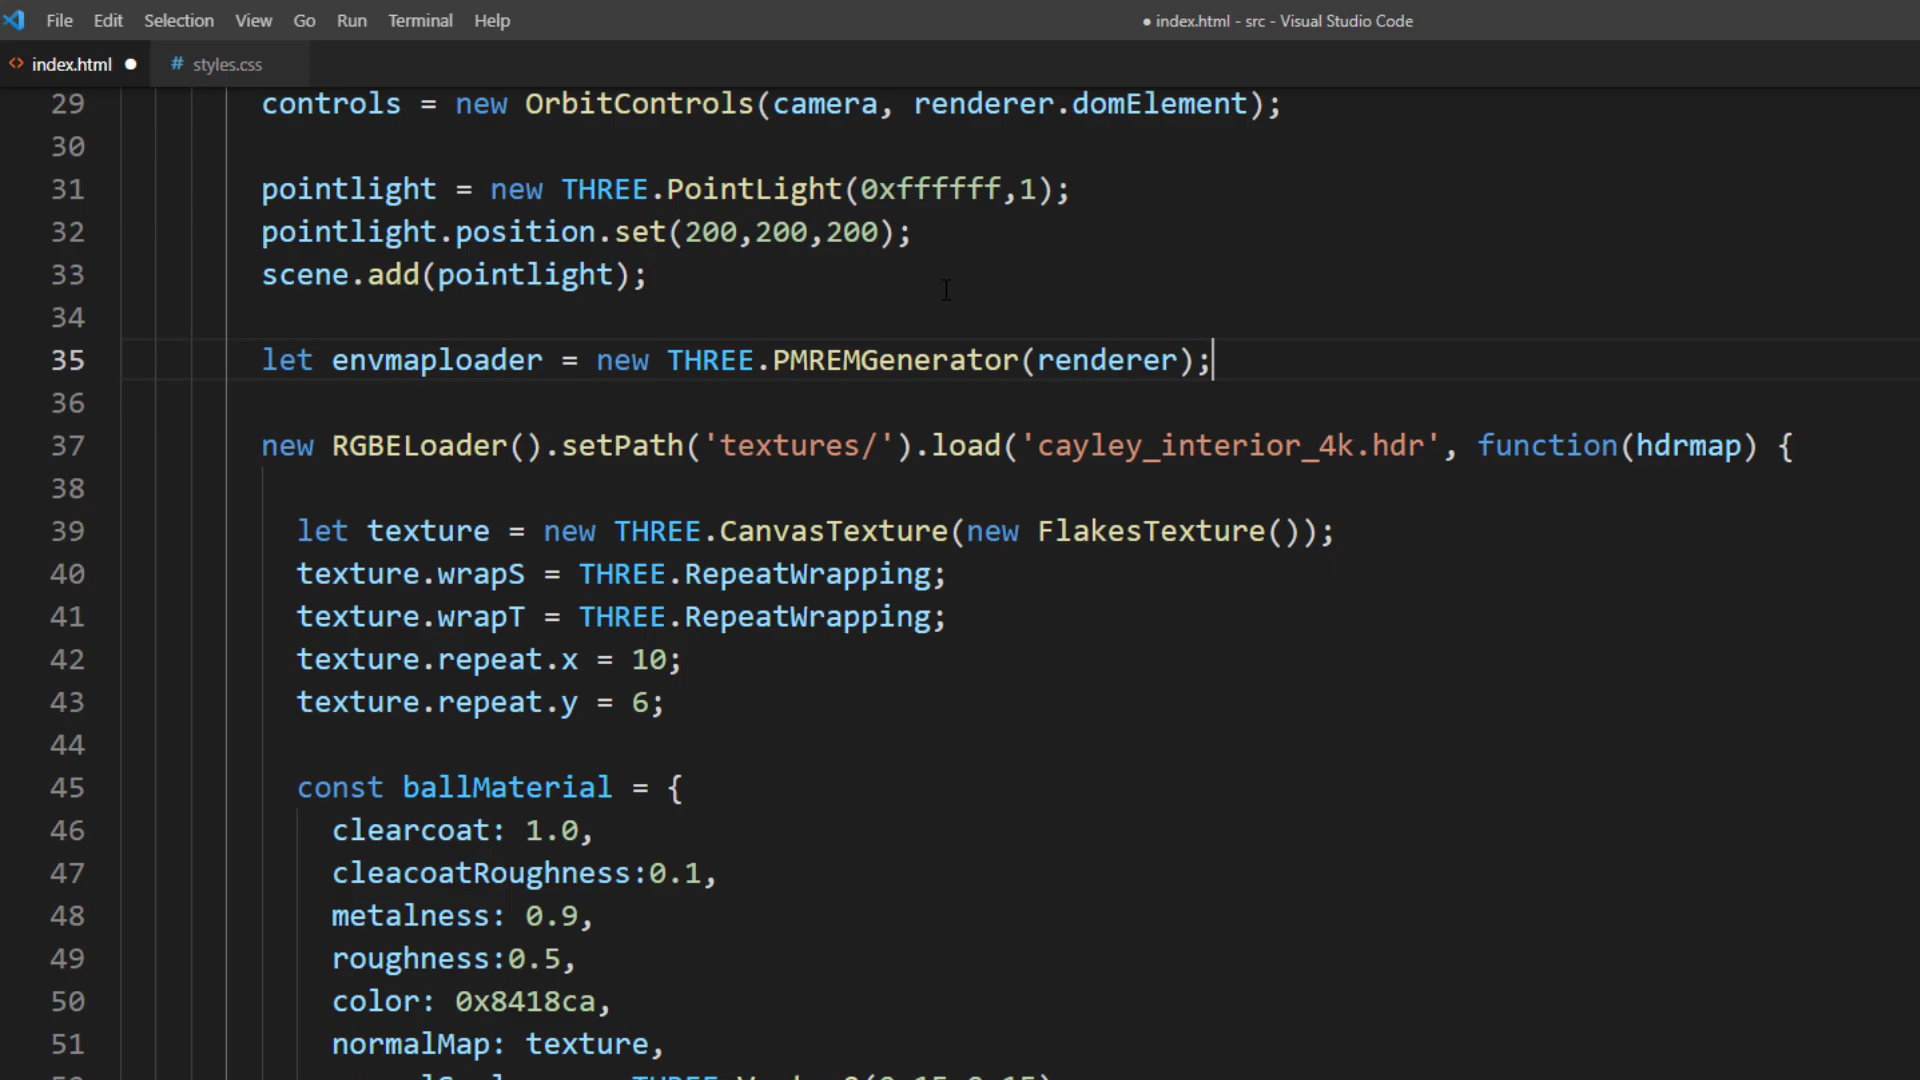 File Edit Selection View Go Run Terminal Help ● index.html - src - Visual Studio Code
<> index.html ● # styles.css
29 controls = new OrbitControls(camera, renderer.domElement);
30
31 pointlight = new THREE.PointLight(0xffffff,1);
32 pointlight.position.set(200,200,200);
33 scene.add(pointlight);
34
35 let envmaploader = new THREE.PMREMGenerator(renderer);
36
37 new RGBELoader().setPath('textures/').load('cayley_interior_4k.hdr', function(hdrmap) {
38
39 let texture = new THREE.CanvasTexture(new FlakesTexture());
40 texture.wrapS = THREE.RepeatWrapping;
41 texture.wrapT = THREE.RepeatWrapping;
42 texture.repeat.x = 10;
43 texture.repeat.y = 6;
44
45 const ballMaterial = {
46 clearcoat: 1.0,
47 cleacoatRoughness:0.1,
48 metalness: 0.9,
49 roughness:0.5,
50 color: 0x8418ca,
51 normalMap: texture,